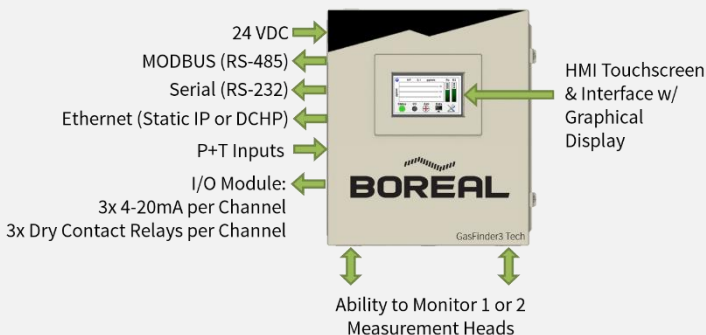 24 VDC
MODBUS (RS-485)
Serial (RS-232)
Ethernet (Static IP or DCHP)
P+T Inputs
I/O Module:
3x 4-20mA per Channel
3x Dry Contact Relays per Channel
HMI Touchscreen
& Interface w/
Graphical
Display
BOREAL
GasFinder3 Tech
Ability to Monitor 1 or 2
Measurement Heads